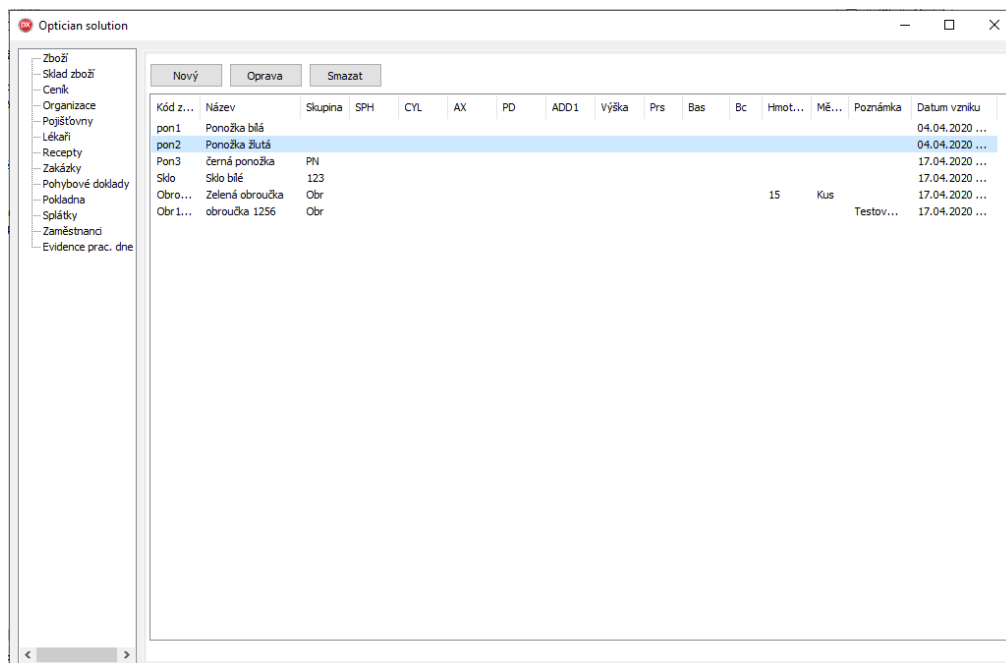 Optician solution
Zboží
Sklad zboží
Ceník
Organizace
Pojišťovny
Lékaři
Recepty
Zakázky
Pohybové doklady
Pokladna
Splátky
Zaměstnanci
Evidence prac. dne
Nový Oprava Smazat
Kód z... Název Skupina SPH CYL AX PD ADD1 Výška Prs Bas Bc Hmot... Mě... Poznámka Datum vzniku
pon1 Ponožka bílá 04.04.2020 ...
pon2 Ponožka žlutá 04.04.2020 ...
Pon3 černá ponožka PN 17.04.2020 ...
Sklo Sklo bílé 123 17.04.2020 ...
Obro... Zelená obroučka Obr 15 Kus 17.04.2020 ...
Obr1... obroučka 1256 Obr Testov... 17.04.2020 ...